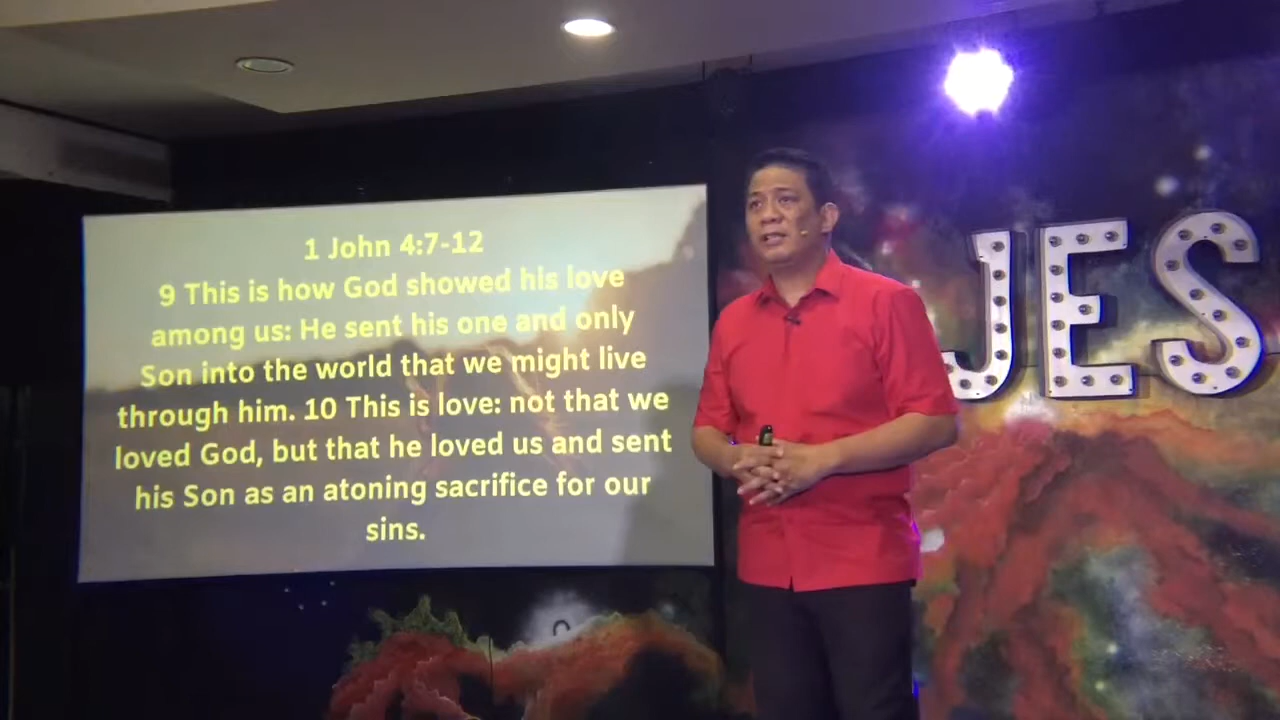 1 John 4:7-12
9 This is how God showed his love
among us: He sent his one and only
Son into the world that we might live
through him. 10 This is love: not that we
loved God, but that he loved us and sent
his Son as an atoning sacrifice for our
sins.
JES